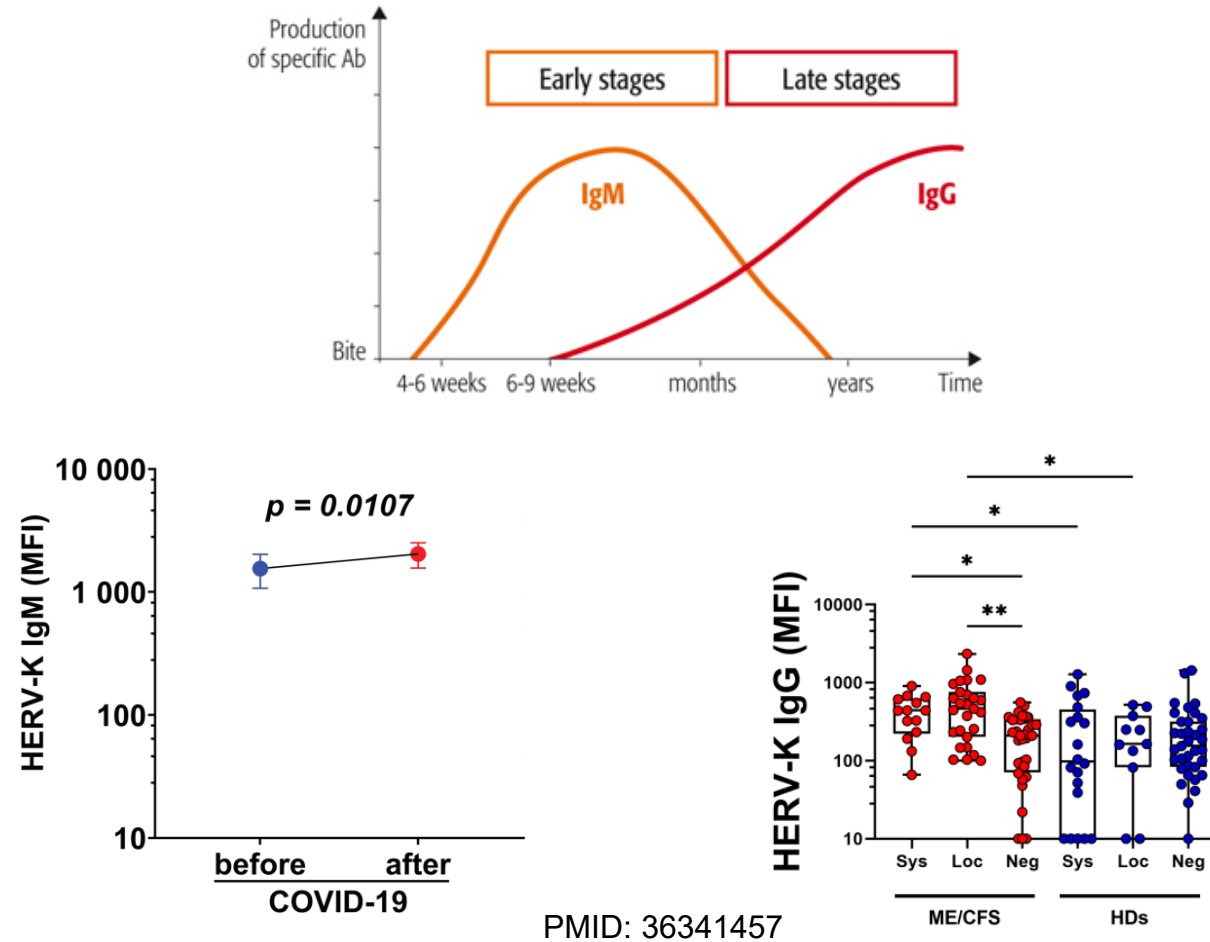 Production
of specific Ab
Early stages
Late stages
IgM
IgG
Bite
4-6 weeks
6-9 weeks
months
years
Time
HERV-K IgM (MFI)
10 000
1 000
100
10
p = 0.0107
before
after
COVID-19
HERV-K IgG (MFI)
10000
1000
100
10
*
*
*
**
Sys
Loc
Neg
Sys
Loc
Neg
ME/CFS
HDs
PMID: 36341457